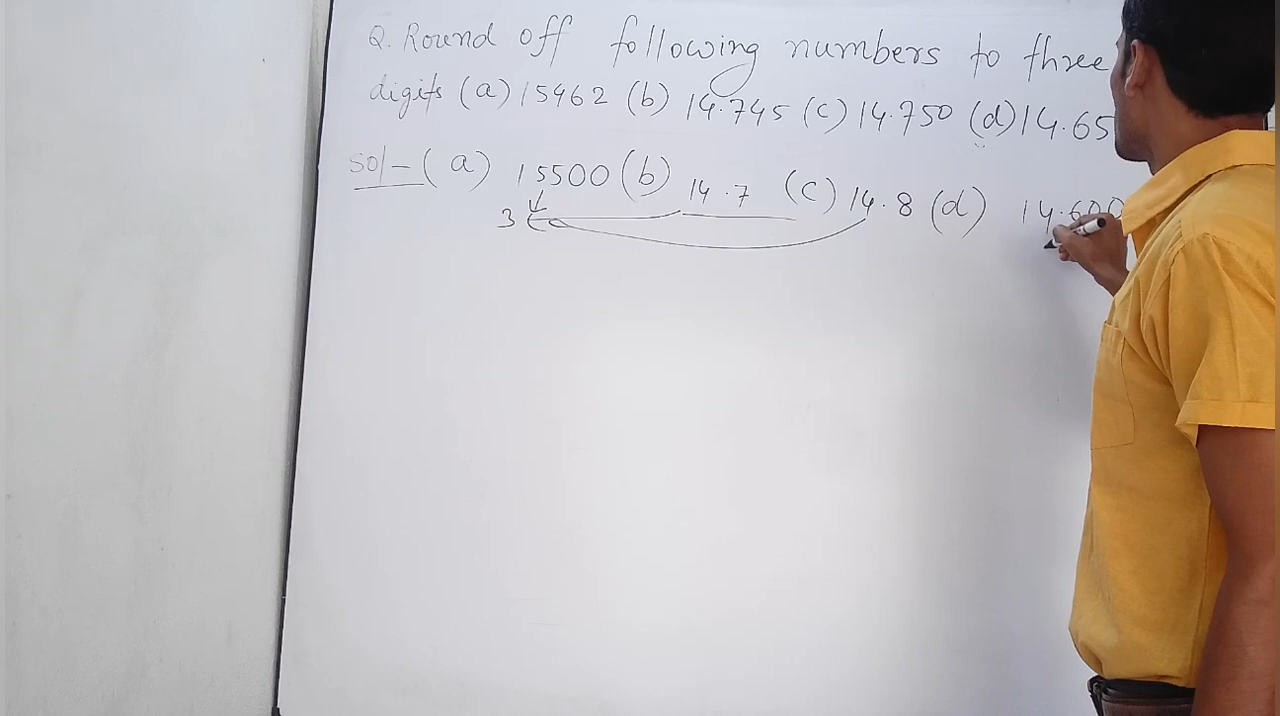 Q. Round off following numbers to three
digits (a) 15462 (b) 14.745 (c) 14.750 (d) 14.65
Sol - (a) 15500 (b) 14.7 (c) 14.8 (d) 14.600
3